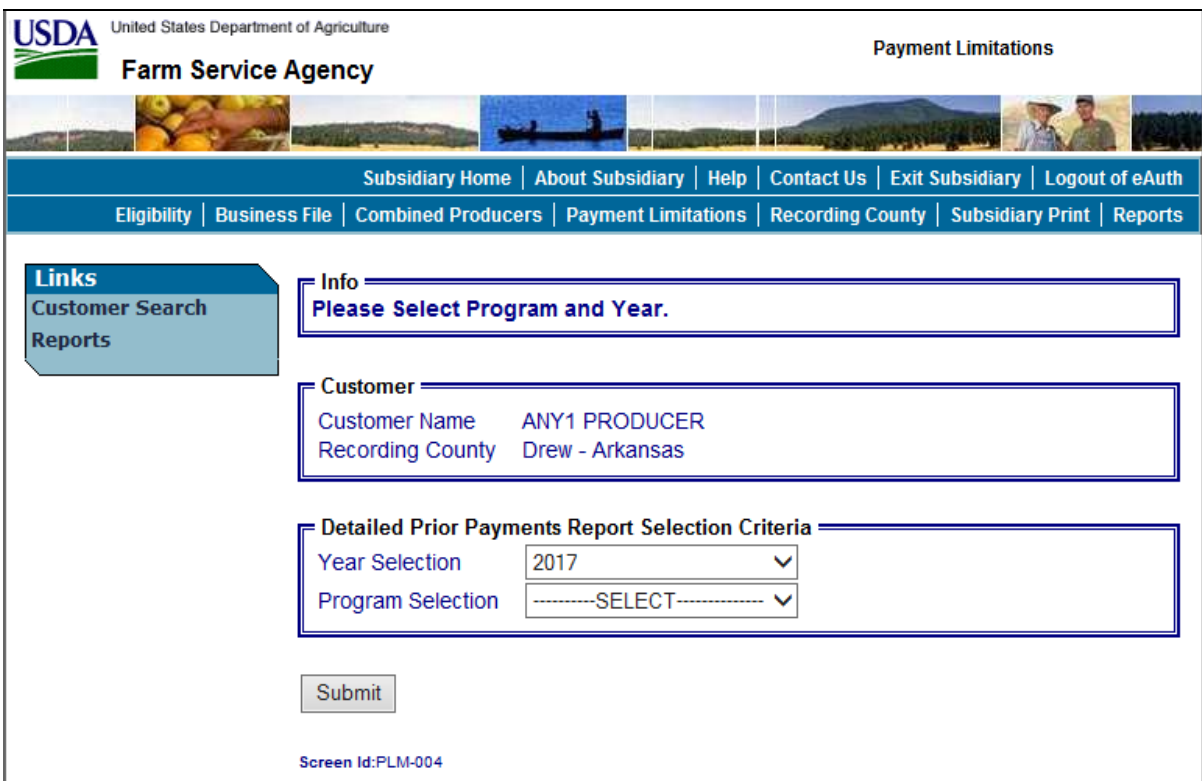 USDA
United States Department of Agriculture
Farm Service Agency
Payment Limitations
Subsidiary Home | About Subsidiary | Help | Contact Us | Exit Subsidiary | Logout of eAuth
Eligibility | Business File | Combined Producers | Payment Limitations | Recording County | Subsidiary Print | Reports
Links
Customer Search
Reports
Info
Please Select Program and Year.
Customer
Customer Name ANY1 PRODUCER
Recording County Drew - Arkansas
Detailed Prior Payments Report Selection Criteria
Year Selection 2017
Program Selection ----------SELECT--------------
Submit
Screen Id:PLM-004